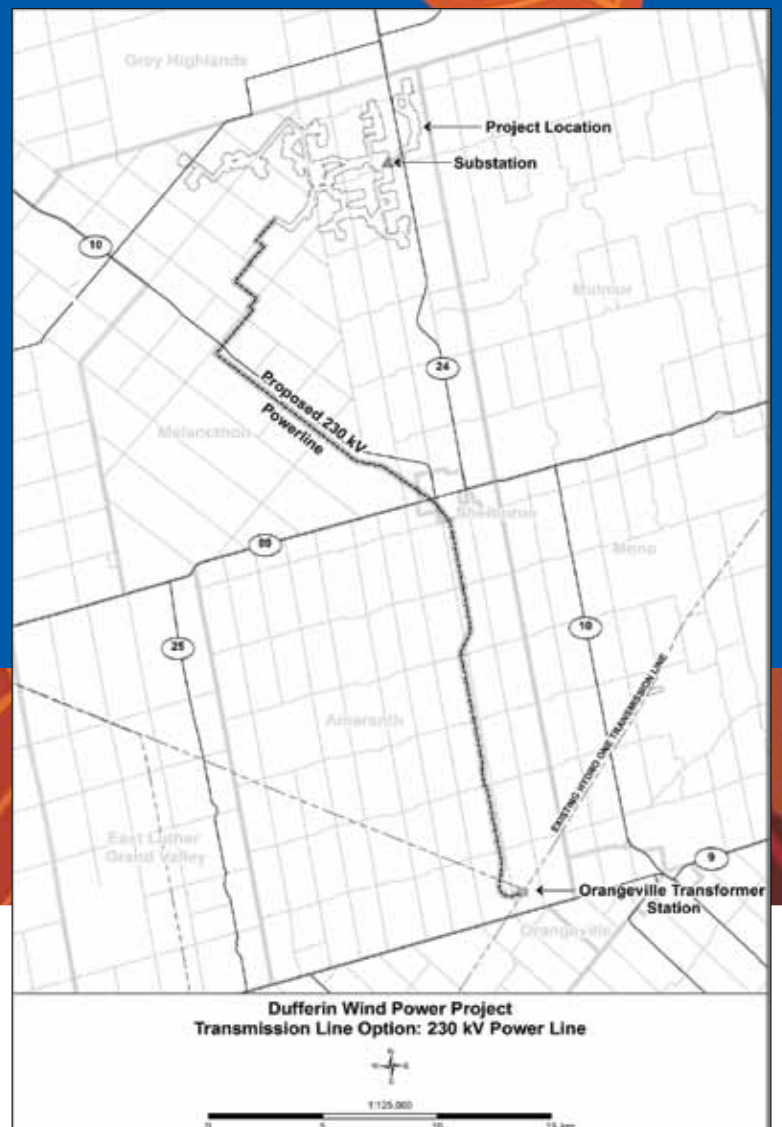 Grey Highlands
Project Location
Substation
10
Mulmur
24
Proposed 230 kV
Powerline
Melancthon
Shelburne
89
Mono
10
25
EXISTING HYDRO ONE TRANSMISSION LINE
Amaranth
East Luther
Grand Valley
9
Orangeville Transformer
Station
Orangeville
Dufferin Wind Power Project
Transmission Line Option: 230 kV Power Line
N
W
E
S
1:125,000
0 5 10 15 km